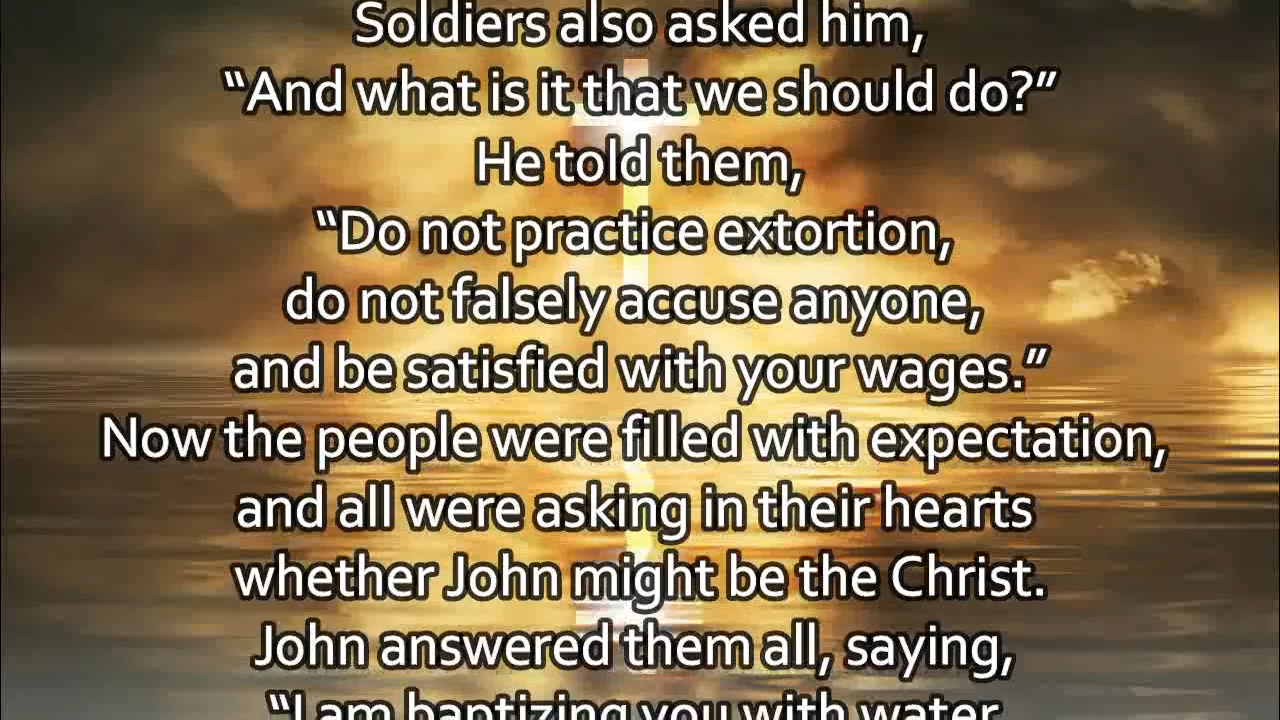 Soldiers also asked him,
“And what is it that we should do?”
He told them,
“Do not practice extortion,
do not falsely accuse anyone,
and be satisfied with your wages.”
Now the people were filled with expectation,
and all were asking in their hearts
whether John might be the Christ.
John answered them all, saying,
“I am baptizing you with water,